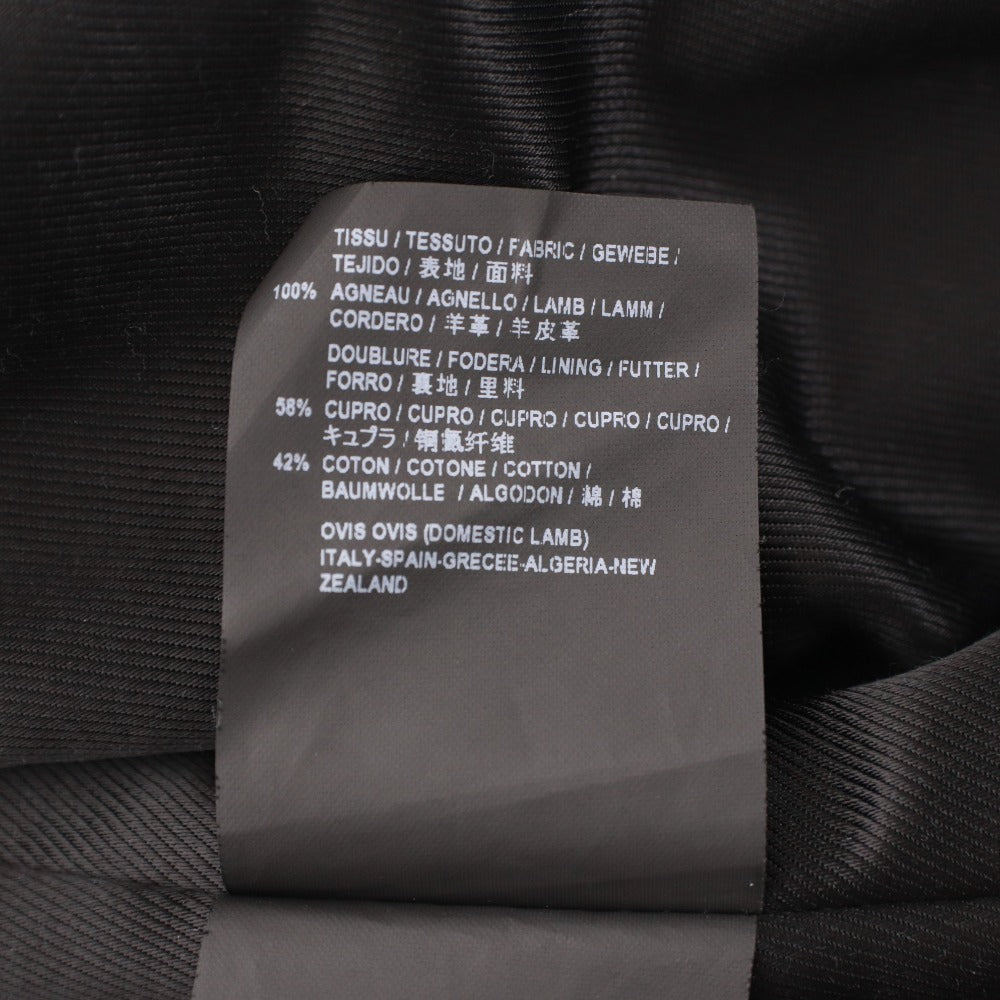 TISSU / TESSUTO / FABRIC / GEWEBE /
TEJIDO / 表地 / 面料
100% AGNEAU / AGNELLO / LAMB / LAMM /
CORDERO / 羊革 / 羊皮革
DOUBLURE / FODERA / LINING / FUTTER /
FORRO / 裏地 / 里料
58% CUPRO / CUPRO / CUPRO / CUPRO / CUPRO /
キュプラ / 铜氨纤维
42% COTON / COTONE / COTTON /
BAUMWOLLE / ALGODON / 綿 / 棉
OVIS OVIS (DOMESTIC LAMB)
ITALY-SPAIN-GRECEE-ALGERIA-NEW
ZEALAND